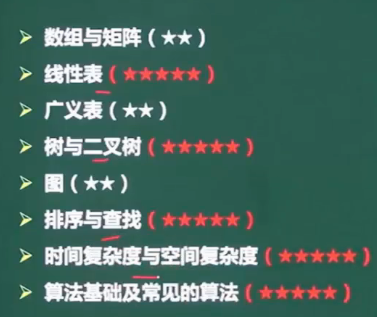 数组与矩阵（★★）
线性表（★★★★★）
广义表（★★）
树与二叉树（★★★★★）
图（★★）
排序与查找（★★★★★）
时间复杂度与空间复杂度（★★★★★）
算法基础及常见的算法（★★★★★）